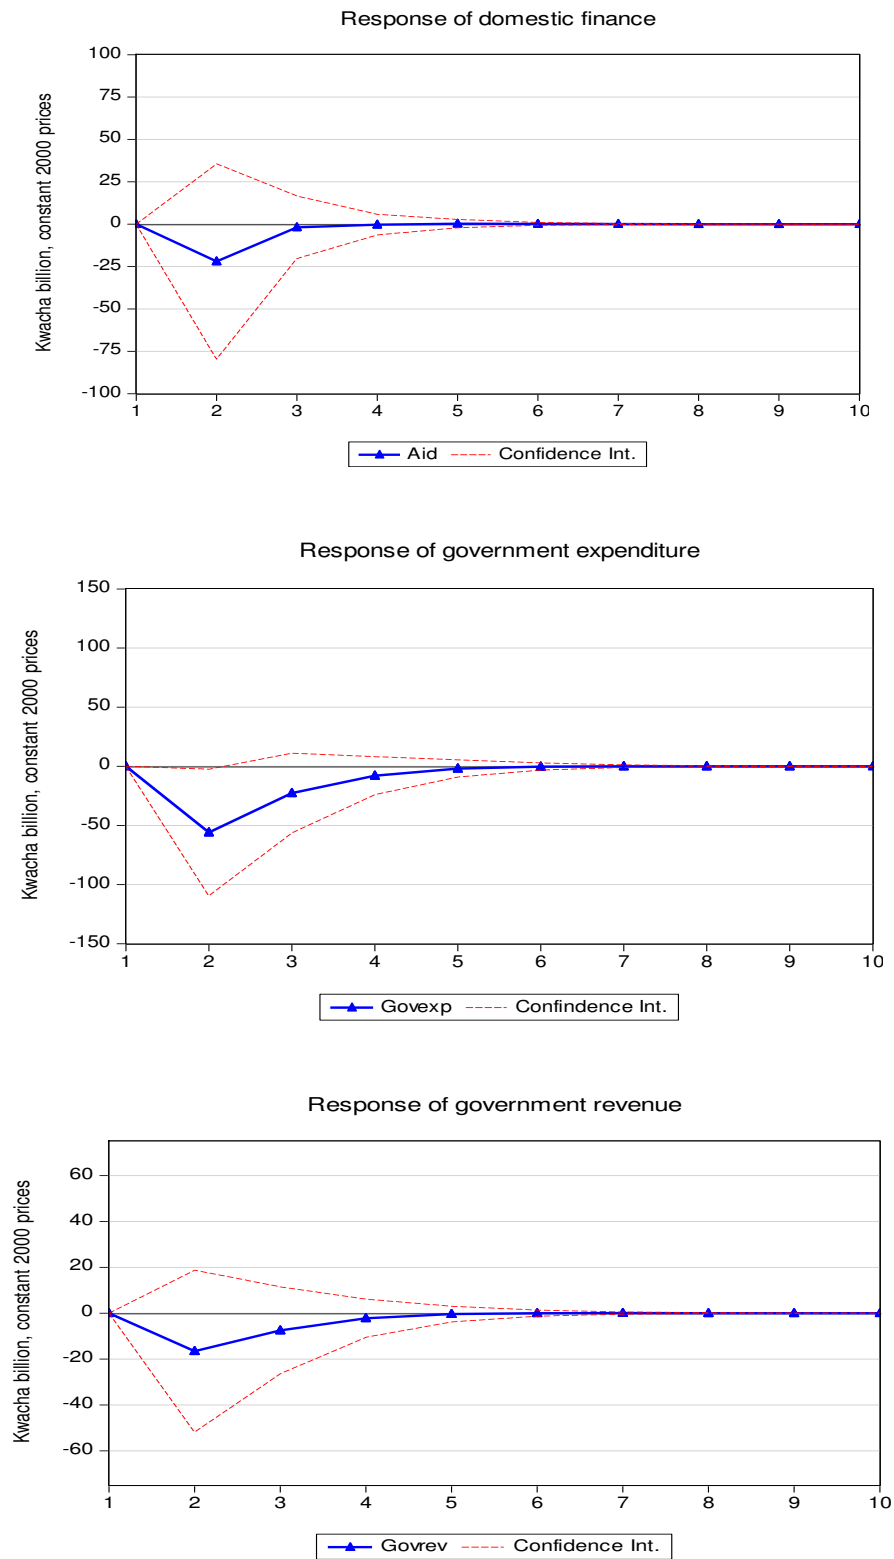 Response of domestic finance
Kwacha billion, constant 2000 prices
100
75
50
25
0
-25
-50
-75
-100
1 2 3 4 5 6 7 8 9 10
Aid Confidence Int.
Response of government expenditure
Kwacha billion, constant 2000 prices
150
100
50
0
-50
-100
-150
1 2 3 4 5 6 7 8 9 10
Govexp Confindence Int.
Response of government revenue
Kwacha billion, constant 2000 prices
60
40
20
0
-20
-40
-60
1 2 3 4 5 6 7 8 9 10
Govrev Confidence Int.